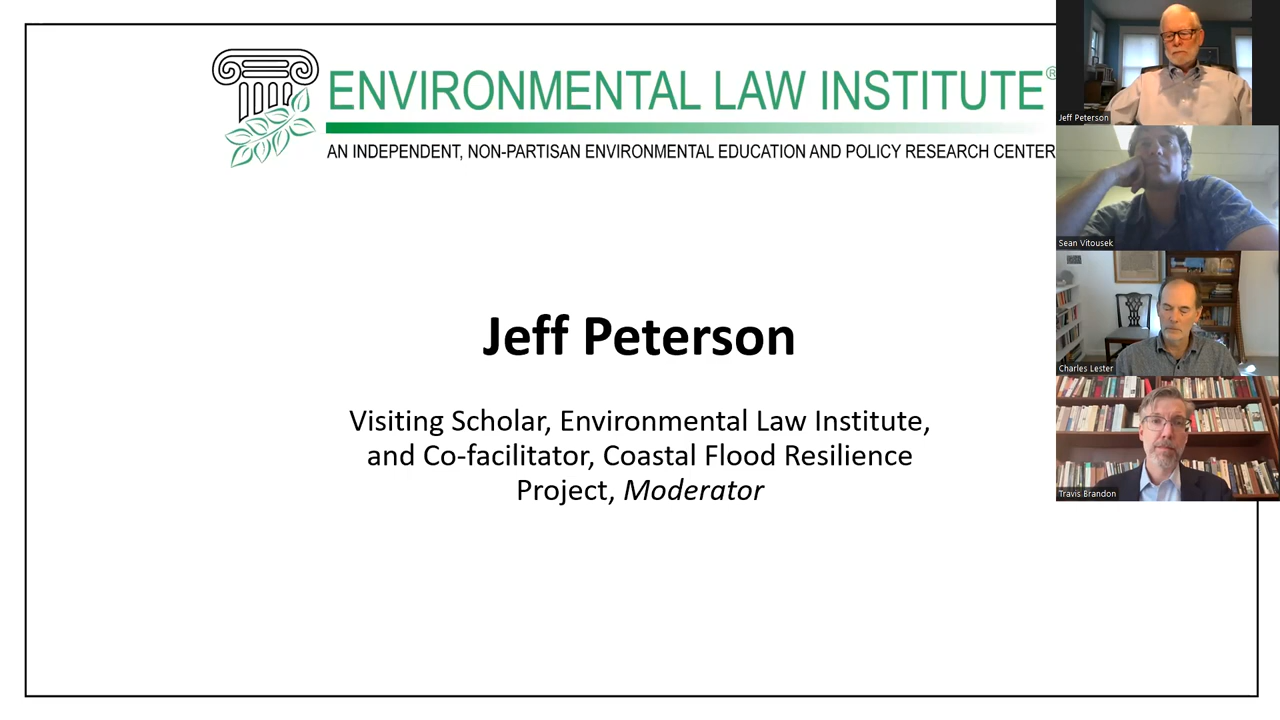 ENVIRONMENTAL LAW INSTITUTE®
AN INDEPENDENT, NON-PARTISAN ENVIRONMENTAL EDUCATION AND POLICY RESEARCH CENTER
Jeff Peterson
Visiting Scholar, Environmental Law Institute,
and Co-facilitator, Coastal Flood Resilience
Project, Moderator
Jeff Peterson
Sean Vitousek
Charles Lester
Travis Brandon